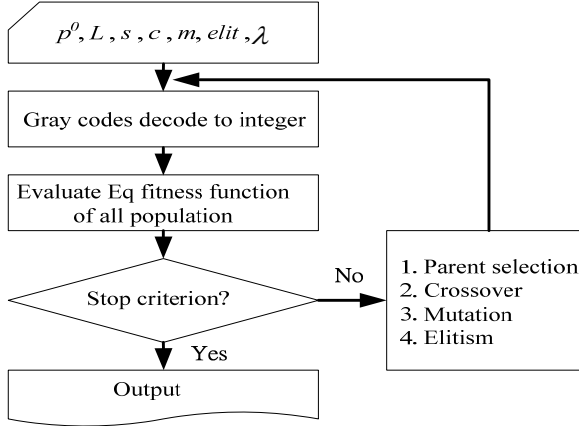 p⁰, L , s , c , m, elit , λ
Gray codes decode to integer
Evaluate Eq fitness function
of all population
Stop criterion?
No
Yes
1. Parent selection
2. Crossover
3. Mutation
4. Elitism
Output